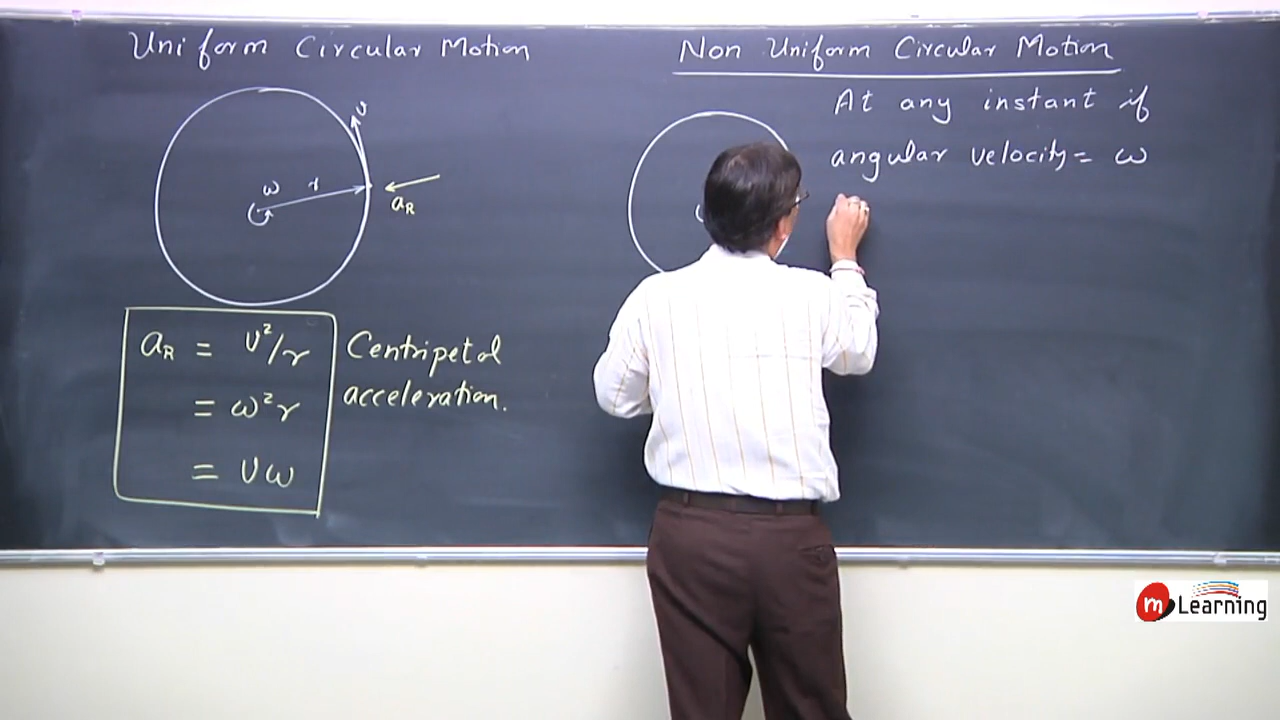 Uniform Circular Motion
v
ω r
aR
aR = v²/r
= ω²r
= vω
Centripetal
acceleration.
Non Uniform Circular Motion
At any instant if
angular velocity = ω
m Learning